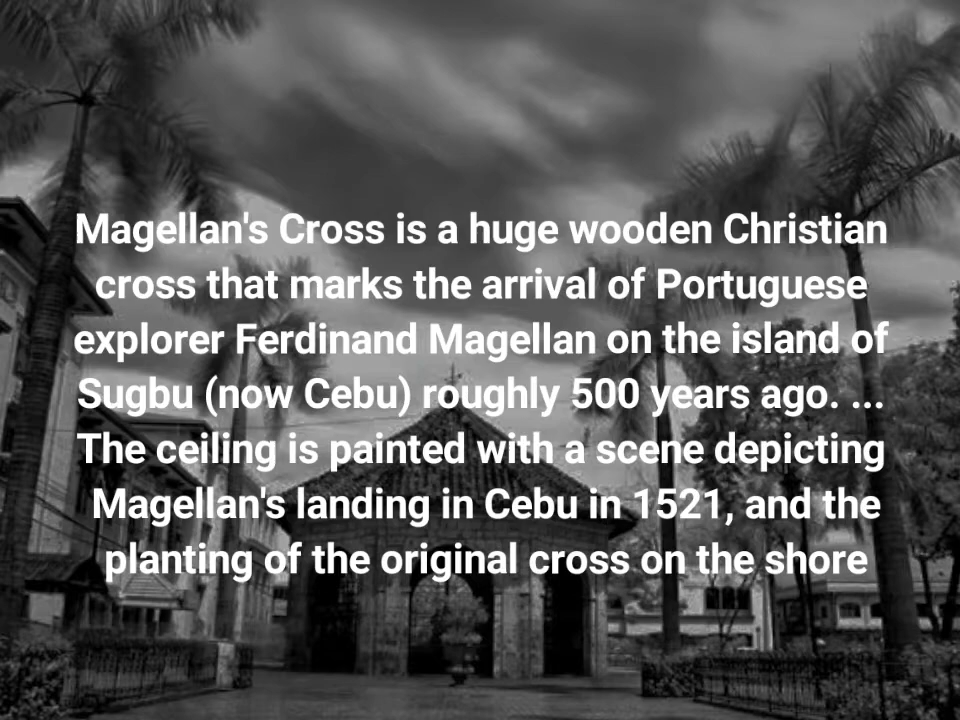 Magellan's Cross is a huge wooden Christian
cross that marks the arrival of Portuguese
explorer Ferdinand Magellan on the island of
Sugbu (now Cebu) roughly 500 years ago. ...
The ceiling is painted with a scene depicting
Magellan's landing in Cebu in 1521, and the
planting of the original cross on the shore